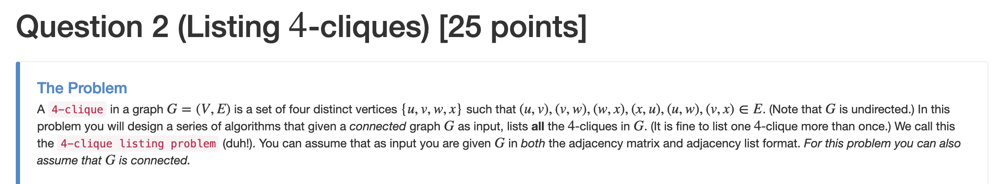 Question 2 (Listing 4-cliques) [25 points]
The Problem
A 4-clique in a graph G = (V, E) is a set of four distinct vertices {u, v, w, x} such that (u, v), (v, w), (w, x), (x, u), (u, w), (v, x) ∈ E. (Note that G is undirected.) In this
problem you will design a series of algorithms that given a connected graph G as input, lists all the 4-cliques in G. (It is fine to list one 4-clique more than once.) We call this
the 4-clique listing problem (duh!). You can assume that as input you are given G in both the adjacency matrix and adjacency list format. For this problem you can also
assume that G is connected.